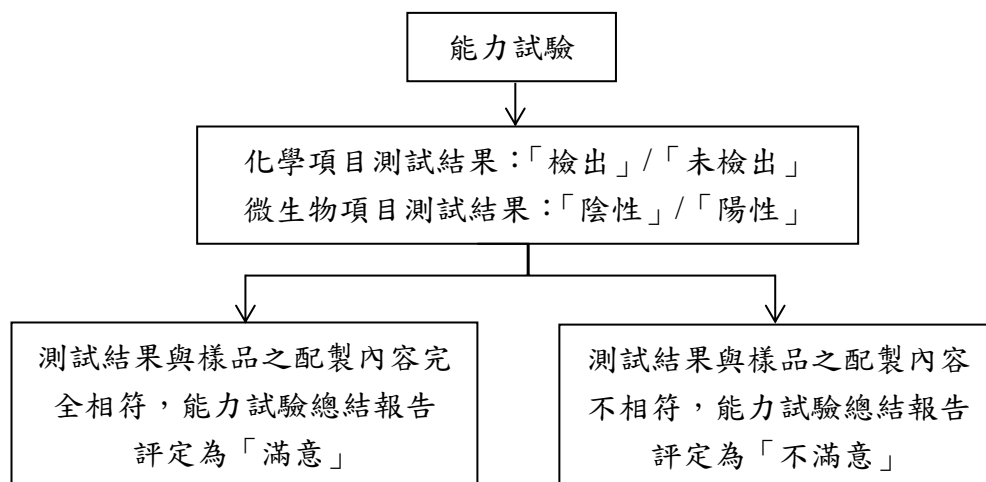 能力試驗
化學項目測試結果：「檢出」/「未檢出」
微生物項目測試結果：「陰性」/「陽性」
測試結果與樣品之配製內容完
全相符，能力試驗總結報告
評定為「滿意」
測試結果與樣品之配製內容
不相符，能力試驗總結報告
評定為「不滿意」